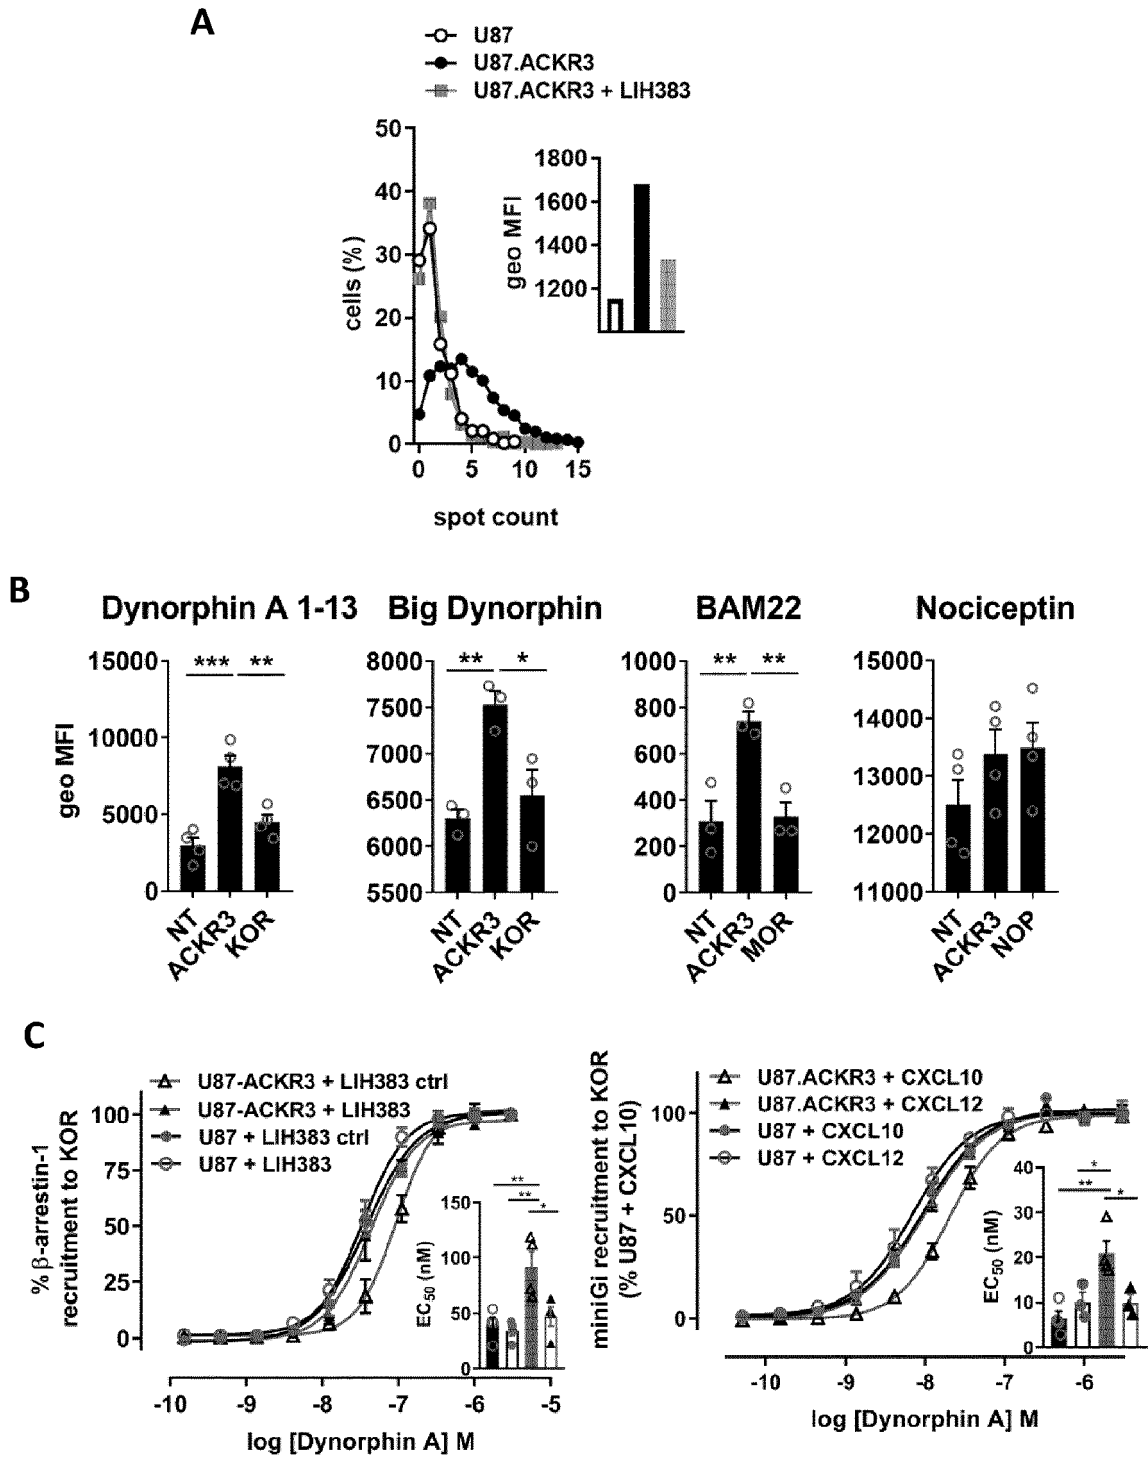 A
U87
U87.ACKR3
U87.ACKR3 + LIH383
50
40
30
20
10
0
cells (%)
0 5 10 15
spot count
1800
1600
1400
1200
geo MFI
B
Dynorphin A 1-13 Big Dynorphin BAM22 Nociceptin
geo MFI
15000
10000
5000
0
*** **
NT ACKR3 KOR
8000
7500
7000
6500
6000
5500
** *
NT ACKR3 KOR
1000
800
600
400
200
0
** **
NT ACKR3 MOR
15000
14000
13000
12000
11000
NT ACKR3 NOP
C
U87-ACKR3 + LIH383 ctrl
U87-ACKR3 + LIH383
U87 + LIH383 ctrl
U87 + LIH383
% β-arrestin-1
recruitment to KOR
100
75
50
25
0
-10 -9 -8 -7 -6 -5
log [Dynorphin A] M
EC50 (nM)
150
100
50
0
**
**
*
U87.ACKR3 + CXCL10
U87.ACKR3 + CXCL12
U87 + CXCL10
U87 + CXCL12
miniGi recruitment to KOR
(% U87 + CXCL10)
100
50
0
-10 -9 -8 -7 -6
log [Dynorphin A] M
EC50 (nM)
40
30
20
10
0
*
**
*